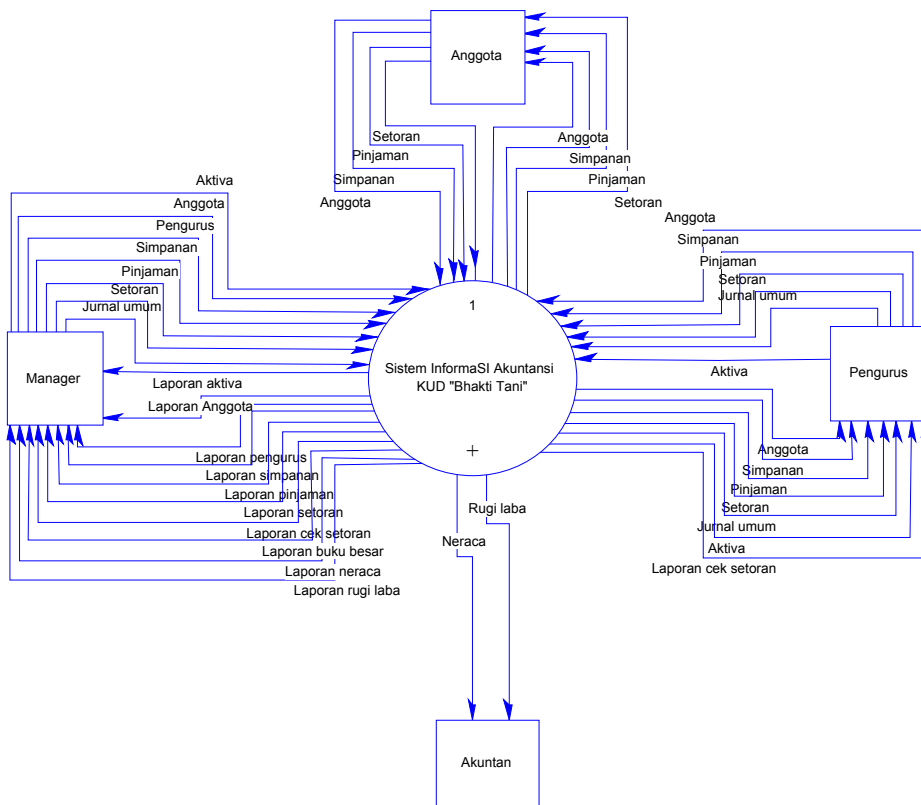 Anggota
Setoran
Pinjaman
Simpanan
Anggota
Anggota
Simpanan
Pinjaman
Setoran
Aktiva
Anggota
Pengurus
Simpanan
Pinjaman
Setoran
Jurnal umum
Anggota
Simpanan
Pinjaman
Setoran
Jurnal umum
Aktiva
1
Sistem InformaSI Akuntansi
KUD "Bhakti Tani"
+
Manager
Pengurus
Laporan aktiva
Laporan Anggota
Laporan pengurus
Laporan simpanan
Laporan pinjaman
Laporan setoran
Laporan cek setoran
Laporan buku besar
Laporan neraca
Laporan rugi laba
Anggota
Simpanan
Pinjaman
Setoran
Jurnal umum
Aktiva
Laporan cek setoran
Rugi laba
Neraca
Akuntan